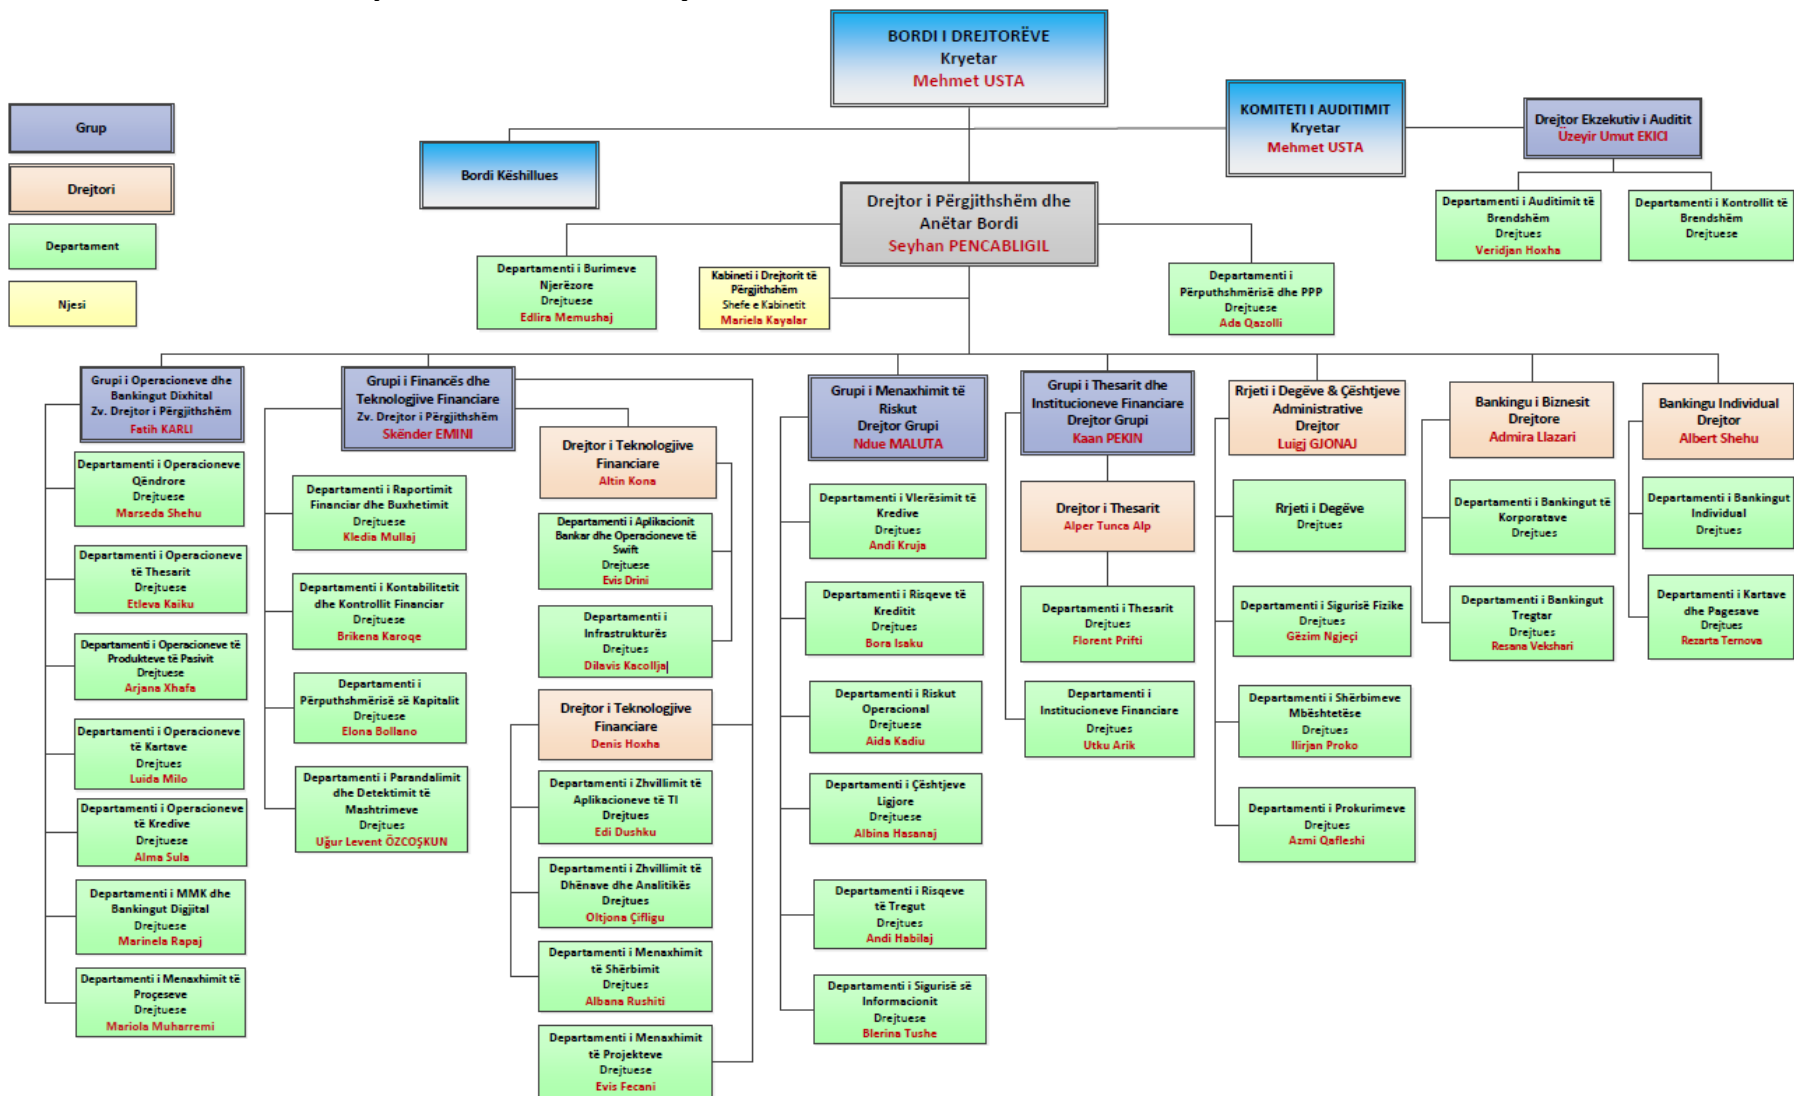 BORDI I DREJTORËVE
Kryetar
Mehmet USTA
KOMITETI I AUDITIMIT
Kryetar
Mehmet USTA
Drejtor Ekzekutiv i Auditit
Üzeyir Umut EKICI
Grup
Drejtori
Departament
Njesi
Bordi Këshillues
Departamenti i Auditimit të
Brendshëm
Drejtues
Veridjan Hoxha
Departamenti i Kontrollit të
Brendshëm
Drejtuese
Drejtor i Përgjithshëm dhe
Anëtar Bordi
Seyhan PENCABLIGIL
Departamenti i Burimeve
Njerëzore
Drejtuese
Edlira Memushaj
Kabineti i Drejtorit të
Përgjithshëm
Shefe e Kabinetit
Mariela Kayalar
Departamenti i
Përputhshmërisë dhe PPP
Drejtuese
Ada Qazolli
Grupi i Operacioneve dhe
Bankingut Dixhital
Zv. Drejtor i Përgjithshëm
Fatih KARLI
Departamenti i Operacioneve
Qëndrore
Drejtuese
Marseda Shehu
Departamenti i Operacioneve
të Thesarit
Drejtuese
Etleva Kaiku
Departamenti i Operacioneve të
Produkteve të Pasivit
Drejtuese
Arjana Xhafa
Departamenti i Operacioneve
të Kartave
Drejtues
Luida Milo
Departamenti i Operacioneve
të Kredive
Drejtuese
Alma Sula
Departamenti i MMK dhe
Bankingut Digjital
Drejtuese
Marinela Rapaj
Departamenti i Menaxhimit të
Proçeseve
Drejtuese
Mariola Muharremi
Grupi i Financës dhe
Teknologjive Financiare
Zv. Drejtor i Përgjithshëm
Skënder EMINI
Departamenti i Raportimit
Financiar dhe Buxhetimit
Drejtuese
Kledia Mullaj
Departamenti i Kontabilitetit
dhe Kontrollit Financiar
Drejtuese
Brikena Karoqe
Departamenti i
Përputhshmërisë së Kapitalit
Drejtuese
Elona Bollano
Departamenti i Parandalimit
dhe Detektimit të
Mashtrimeve
Drejtues
Uğur Levent ÖZCOŞKUN
Drejtor i Teknologjive
Financiare
Altin Kona
Departamenti i Aplikacionit
Bankar dhe Operacioneve të
Swift
Drejtuese
Evis Drini
Departamenti i
Infrastrukturës
Drejtues
Dilavis Kacollja
Drejtor i Teknologjive
Financiare
Denis Hoxha
Departamenti i Zhvillimit të
Aplikacioneve të TI
Drejtues
Edi Dushku
Departamenti i Zhvillimit të
Dhënave dhe Analitikës
Drejtues
Oltjona Çifligu
Departamenti i Menaxhimit
të Shërbimit
Drejtues
Albana Rushiti
Departamenti i Menaxhimit
të Projekteve
Drejtuese
Evis Fecani
Grupi i Menaxhimit të
Riskut
Drejtor Grupi
Ndue MALUTA
Departamenti i Vlerësimit të
Kredive
Drejtues
Andi Kruja
Departamenti i Risqeve të
Kreditit
Drejtues
Bora Isaku
Departamenti i Riskut
Operacional
Drejtuese
Aida Kadiu
Departamenti i Çështjeve
Ligjore
Drejtuese
Albina Hasanaj
Departamenti i Risqeve
të Tregut
Drejtues
Andi Habilaj
Departamenti i Sigurisë së
Informacionit
Drejtuese
Blerina Tushe
Grupi i Thesarit dhe
Institucioneve Financiare
Drejtor Grupi
Kaan PEKIN
Drejtor i Thesarit
Alper Tunca Alp
Departamenti i Thesarit
Drejtues
Florent Prifti
Departamenti i
Institucioneve Financiare
Drejtues
Utku Arik
Rrjeti i Degëve & Çështjeve
Administrative
Drejtor
Luigj GJONAJ
Rrjeti i Degëve
Drejtues
Departamenti i Sigurisë Fizike
Drejtues
Gëzim Ngjeçi
Departamenti i Shërbimeve
Mbështetëse
Drejtues
Ilirjan Proko
Departamenti i Prokurimeve
Drejtues
Azmi Qafleshi
Bankingu i Biznesit
Drejtore
Admira Llazari
Departamenti i Bankingut të
Korporatave
Drejtues
Departamenti i Bankingut
Tregtar
Drejtues
Resana Vekshari
Bankingu Individual
Drejtor
Albert Shehu
Departamenti i Bankingut
Individual
Drejtues
Departamenti i Kartave
dhe Pagesave
Drejtues
Rezarta Ternova